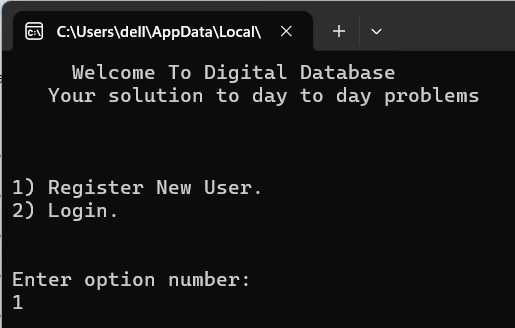 C:\Users\dell\AppData\Local\
Welcome To Digital Database
Your solution to day to day problems
1) Register New User.
2) Login.
Enter option number:
1